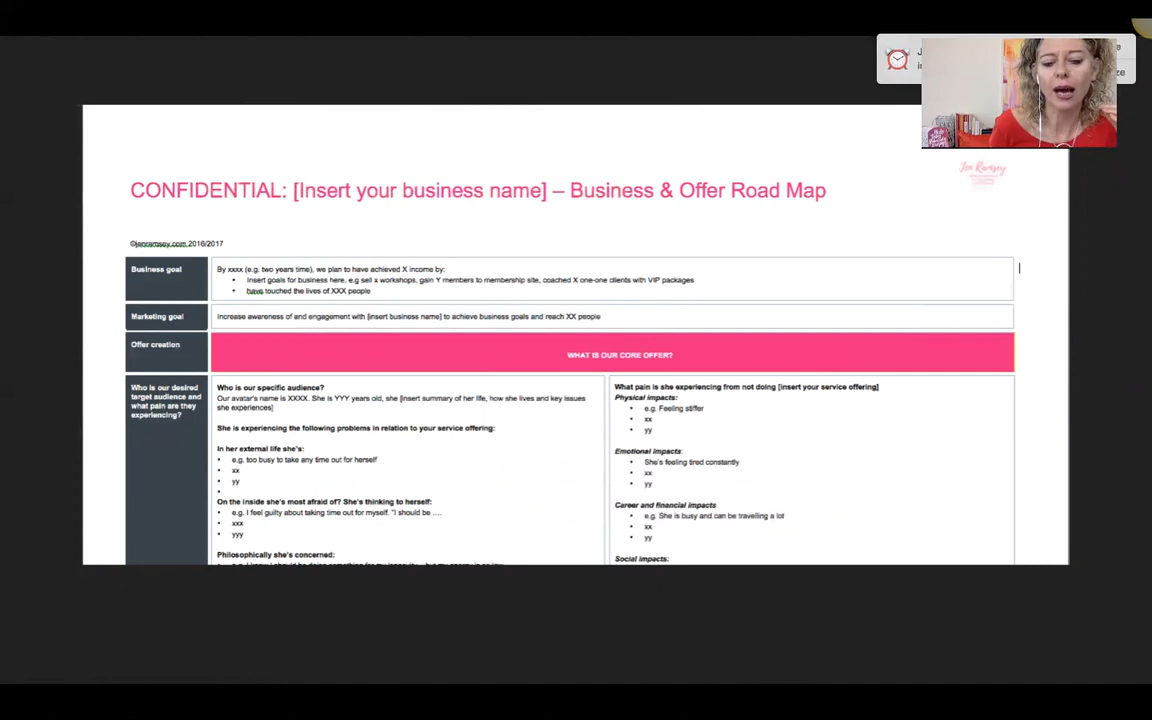 CONFIDENTIAL: [Insert your business name] – Business & Offer Road Map
Jen Ramsey
©jenramsey.com 2016/2017
Business goal
By xxxx (e.g. two years time), we plan to have achieved X income by:
• Insert goals for business here, e.g sell x workshops, gain Y members to membership site, coached X one-one clients with VIP packages
• have touched the lives of XXX people
Marketing goal
Increase awareness of and engagement with [insert business name] to achieve business goals and reach XX people
Offer creation
WHAT IS OUR CORE OFFER?
Who is our desired
target audience and
what pain are they
experiencing?
Who is our specific audience?
Our avatar's name is XXXX. She is YYY years old, she [insert summary of her life, how she lives and key issues
she experiences]
She is experiencing the following problems in relation to your service offering:
In her external life she's:
• e.g. too busy to take any time out for herself
• xx
• yy
•
On the inside she's most afraid of? She's thinking to herself:
• e.g. I feel guilty about taking time out for myself. "I should be ....
• xxx
• yyy
Philosophically she's concerned:
What pain is she experiencing from not doing [insert your service offering]
Physical impacts:
• e.g. Feeling stiffer
• xx
• yy
Emotional impacts:
• She's feeling tired constantly
• xx
• yy
Career and financial impacts
• e.g. She is busy and can be travelling a lot
• xx
• yy
Social impacts: